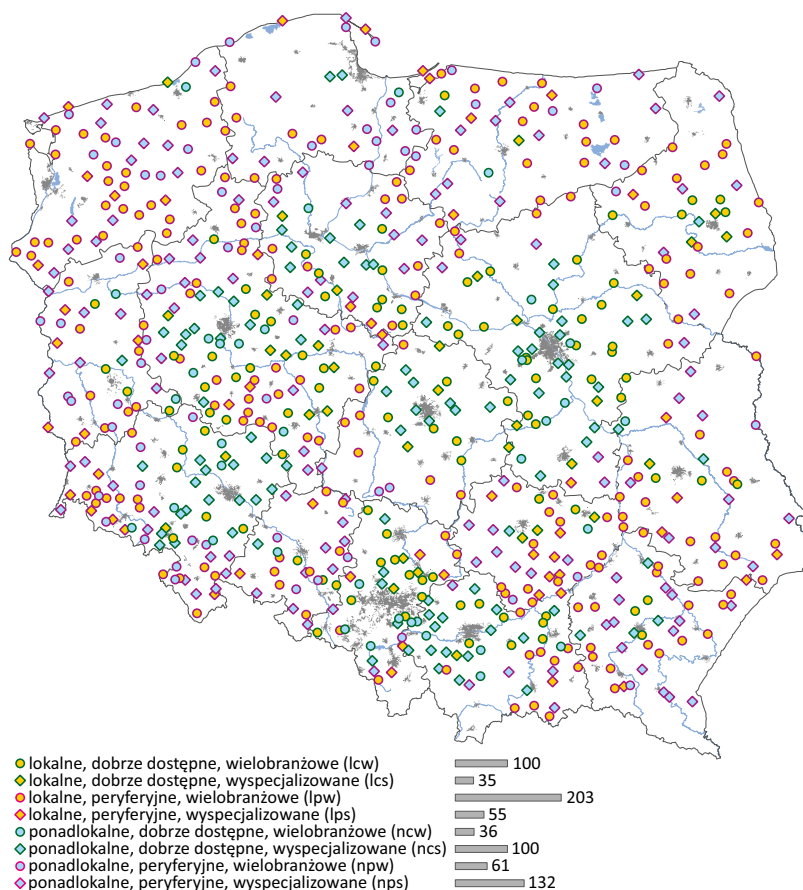 lokalne, dobrze dostępne, wielobranżowe (lcw) 100
lokalne, dobrze dostępne, wyspecjalizowane (lcs) 35
lokalne, peryferyjne, wielobranżowe (lpw) 203
lokalne, peryferyjne, wyspecjalizowane (lps) 55
ponadlokalne, dobrze dostępne, wielobranżowe (ncw) 36
ponadlokalne, dobrze dostępne, wyspecjalizowane (ncs) 100
ponadlokalne, peryferyjne, wielobranżowe (npw) 61
ponadlokalne, peryferyjne, wyspecjalizowane (nps) 132